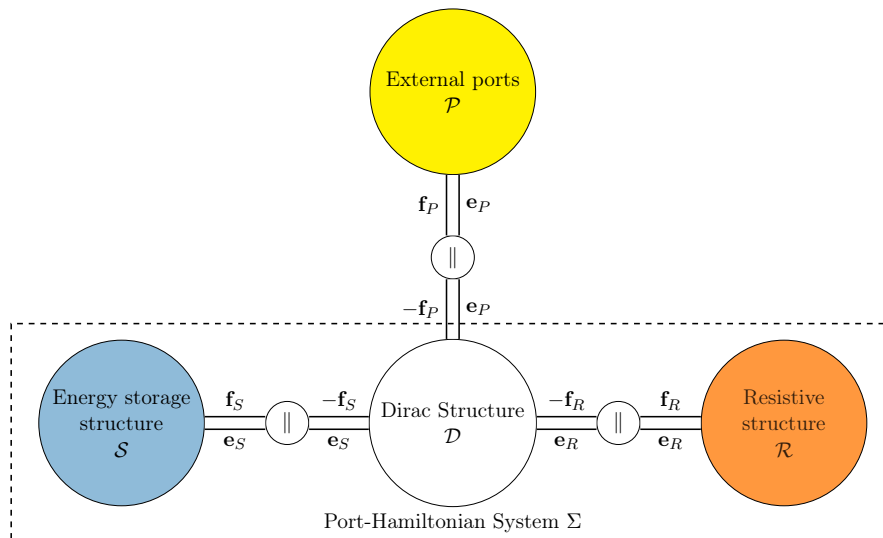 External ports
𝒫
𝐟_P 𝐞_P
∥
−𝐟_P 𝐞_P
Energy storage
structure
𝒮
𝐟_S
𝐞_S
∥
−𝐟_S
𝐞_S
Dirac Structure
𝒟
−𝐟_R
𝐞_R
∥
𝐟_R
𝐞_R
Resistive
structure
ℛ
Port-Hamiltonian System Σ